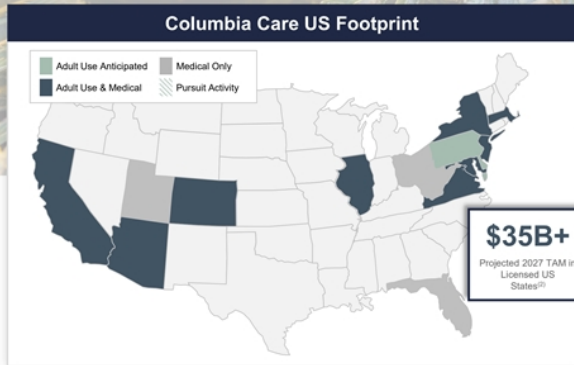 Columbia Care US Footprint
Adult Use Anticipated
Medical Only
Adult Use & Medical
Pursuit Activity
$35B+
Projected 2027 TAM in
Licensed US
States(2)